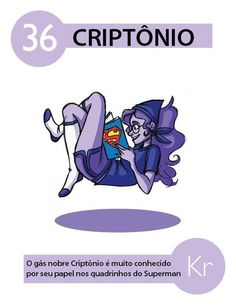 36
CRIPTÔNIO
O gás nobre Criptônio é muito conhecido
por seu papel nos quadrinhos do Superman
Kr